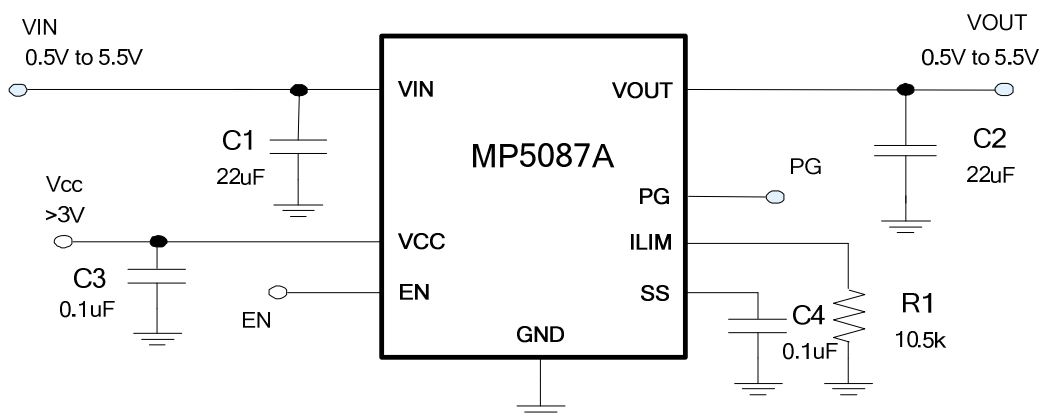 VIN
0.5V to 5.5V
VOUT
0.5V to 5.5V
VIN
VOUT
C1
22uF
MP5087A
C2
22uF
PG
PG
Vcc
>3V
VCC
ILIM
C3
0.1uF
EN
EN
SS
C4
0.1uF
R1
10.5k
GND